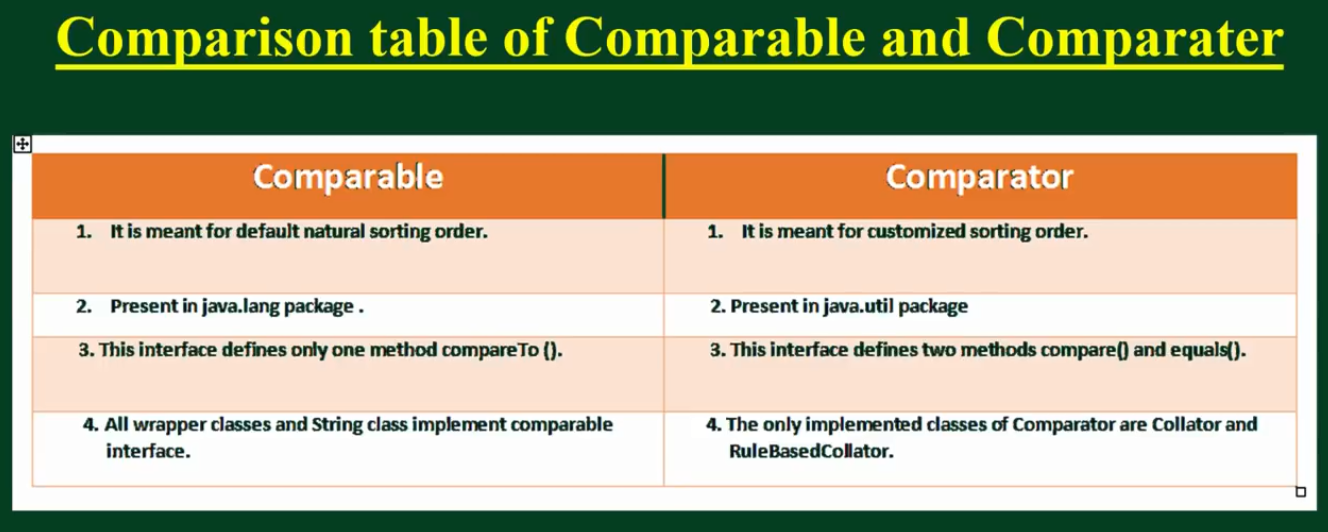 Comparison table of Comparable and Comparater
Comparable
Comparator
1. It is meant for default natural sorting order.
1. It is meant for customized sorting order.
2. Present in java.lang package .
2. Present in java.util package
3. This interface defines only one method compareTo ().
3. This interface defines two methods compare() and equals().
4. All wrapper classes and String class implement comparable
interface.
4. The only implemented classes of Comparator are Collator and
RuleBasedCollator.